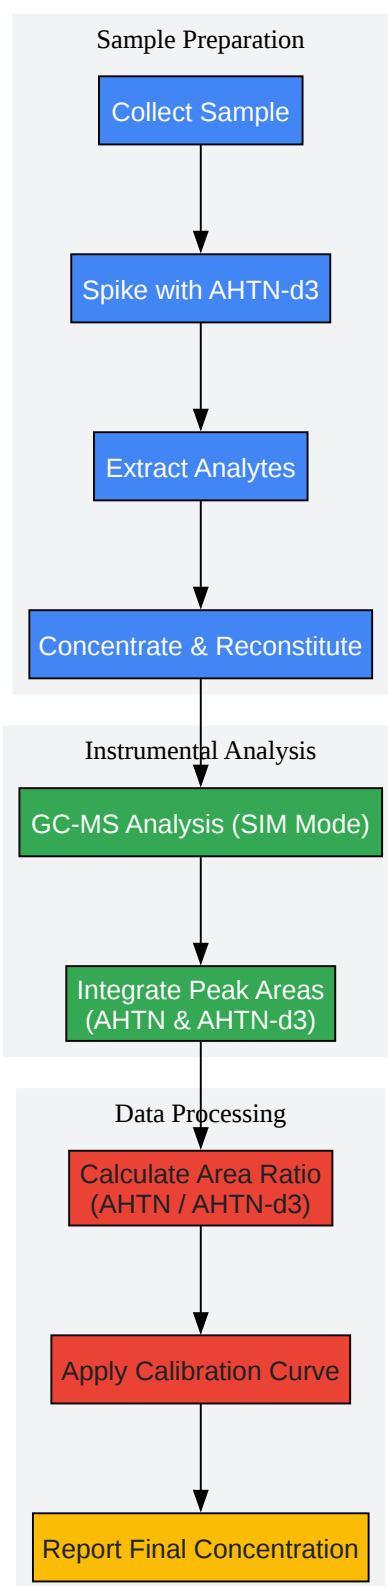 Sample Preparation
Collect Sample
Spike with AHTN-d3
Extract Analytes
Concentrate & Reconstitute
Instrumental Analysis
GC-MS Analysis (SIM Mode)
Integrate Peak Areas
(AHTN & AHTN-d3)
Data Processing
Calculate Area Ratio
(AHTN / AHTN-d3)
Apply Calibration Curve
Report Final Concentration